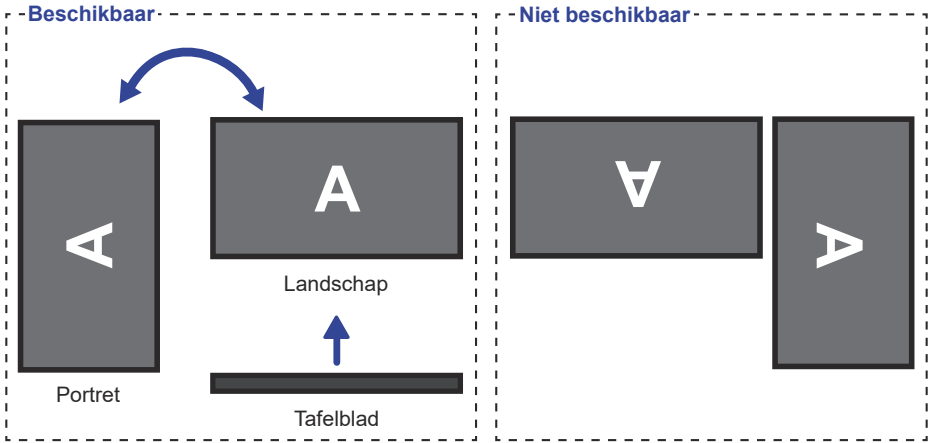 Beschikbaar
A
A
Landschap
Portret
Tafelblad
Niet beschikbaar
A
A